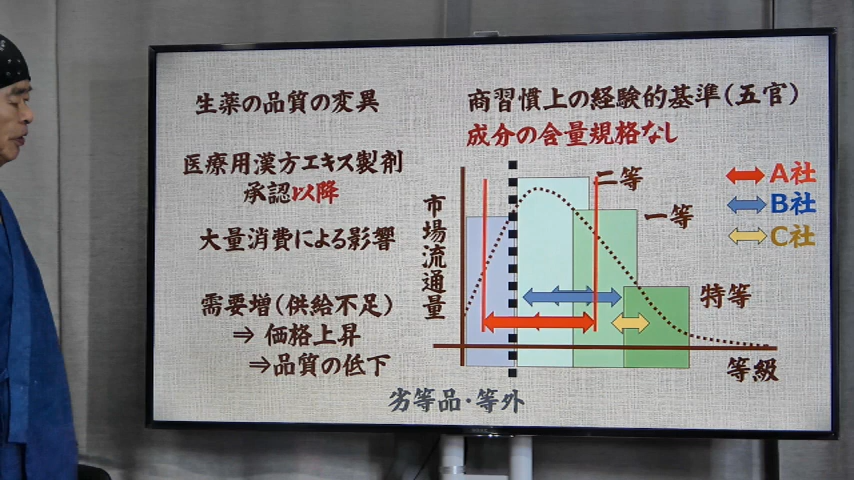 生薬の品質の変異
医療用漢方エキス製剤
承認以降
大量消費による影響
需要増(供給不足)
⇒ 価格上昇
⇒品質の低下
商習慣上の経験的基準(五官)
成分の含量規格なし
市場流通量
二等
一等
特等
等級
A社
B社
C社
劣等品・等外